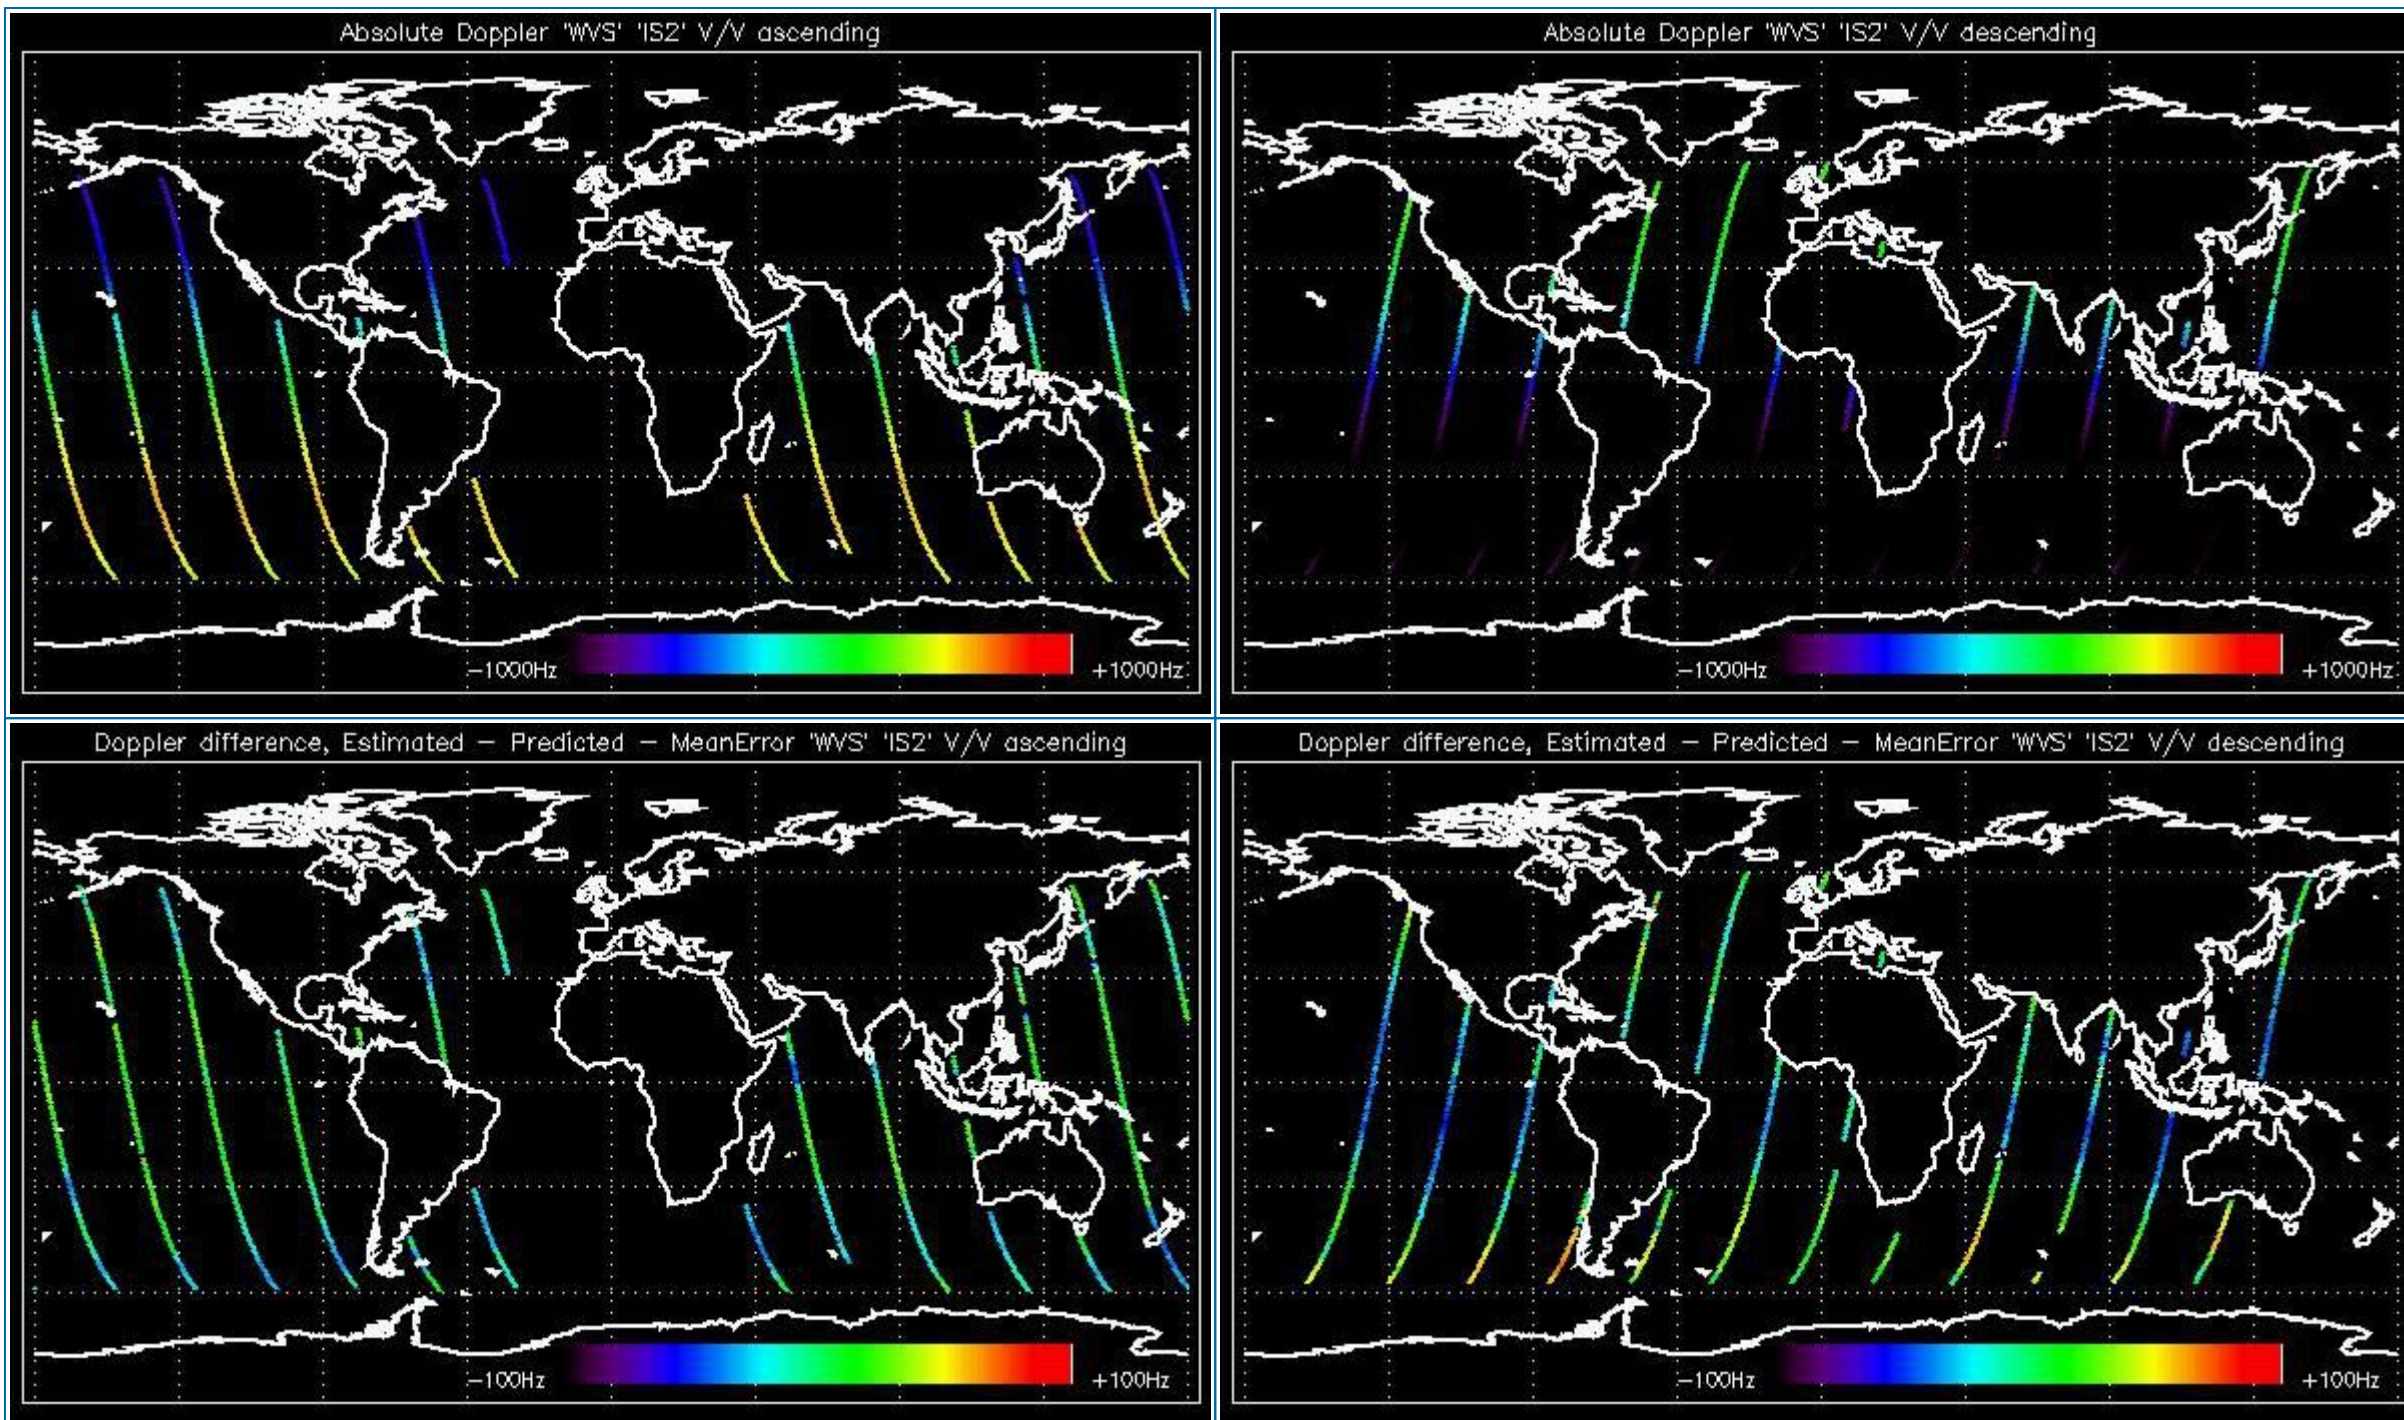 Absolute Doppler 'WVS' 'IS2' V/V ascending
−1000Hz
+1000Hz
Absolute Doppler 'WVS' 'IS2' V/V descending
−1000Hz
+1000Hz
Doppler difference, Estimated − Predicted − MeanError 'WVS' 'IS2' V/V ascending
−100Hz
+100Hz
Doppler difference, Estimated − Predicted − MeanError 'WVS' 'IS2' V/V descending
−100Hz
+100Hz